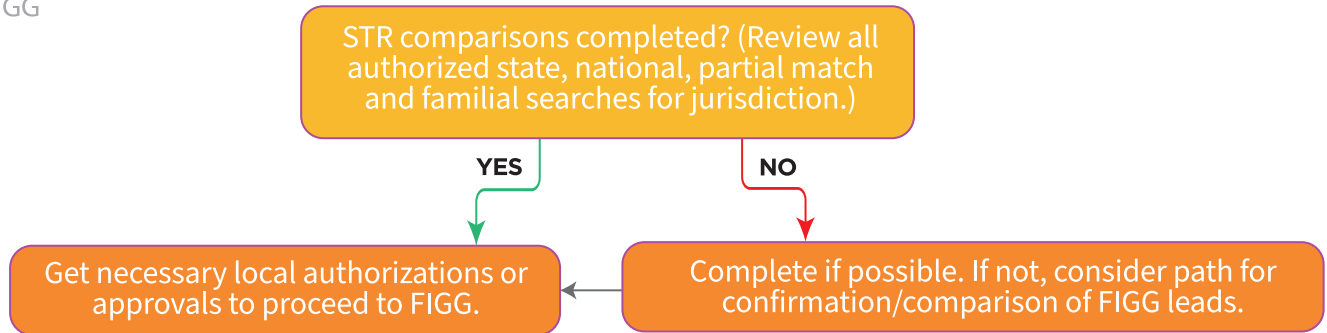 GG
STR comparisons completed? (Review all
authorized state, national, partial match
and familial searches for jurisdiction.)
YES
NO
Get necessary local authorizations or
approvals to proceed to FIGG.
Complete if possible. If not, consider path for
confirmation/comparison of FIGG leads.